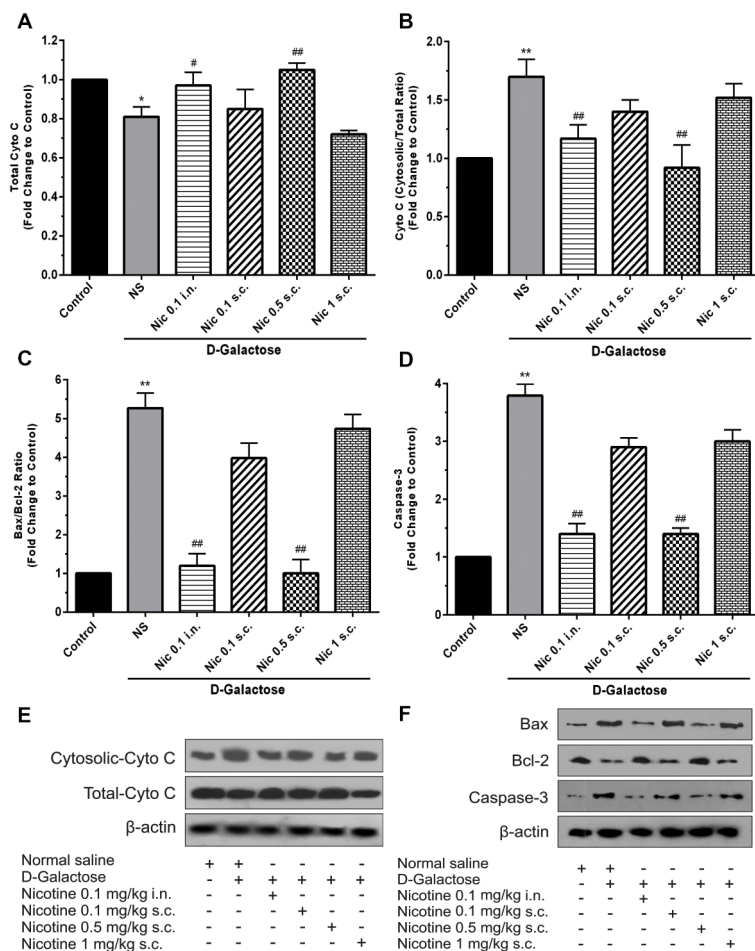 A
Total Cyto C
(Fold Change to Control)
1.2
1.0
0.8
0.6
0.4
0.2
0.0
*
#
##
Control
NS
Nic 0.1 i.n.
Nic 0.1 s.c.
Nic 0.5 s.c.
Nic 1 s.c.
D-Galactose
B
Cyto C (Cytosolic/Total Ratio)
(Fold Change to Control)
2.0
1.5
1.0
0.5
0.0
**
##
##
Control
NS
Nic 0.1 i.n.
Nic 0.1 s.c.
Nic 0.5 s.c.
Nic 1 s.c.
D-Galactose
C
Bax/Bcl-2 Ratio
(Fold Change to Control)
6
5
4
3
2
1
0
**
##
##
Control
NS
Nic 0.1 i.n.
Nic 0.1 s.c.
Nic 0.5 s.c.
Nic 1 s.c.
D-Galactose
D
Caspase-3
(Fold Change to Control)
4
3
2
1
0
**
##
##
Control
NS
Nic 0.1 i.n.
Nic 0.1 s.c.
Nic 0.5 s.c.
Nic 1 s.c.
D-Galactose
E
Cytosolic-Cyto C
Total-Cyto C
β-actin
Normal saline + + - - - -
D-Galactose - + + + + +
Nicotine 0.1 mg/kg i.n. - - + - - -
Nicotine 0.1 mg/kg s.c. - - - + - -
Nicotine 0.5 mg/kg s.c. - - - - + -
Nicotine 1 mg/kg s.c. - - - - - +
F
Bax
Bcl-2
Caspase-3
β-actin
Normal saline + + - - - -
D-Galactose - + + + + +
Nicotine 0.1 mg/kg i.n. - - + - - -
Nicotine 0.1 mg/kg s.c. - - - + - -
Nicotine 0.5 mg/kg s.c. - - - - + -
Nicotine 1 mg/kg s.c. - - - - - +